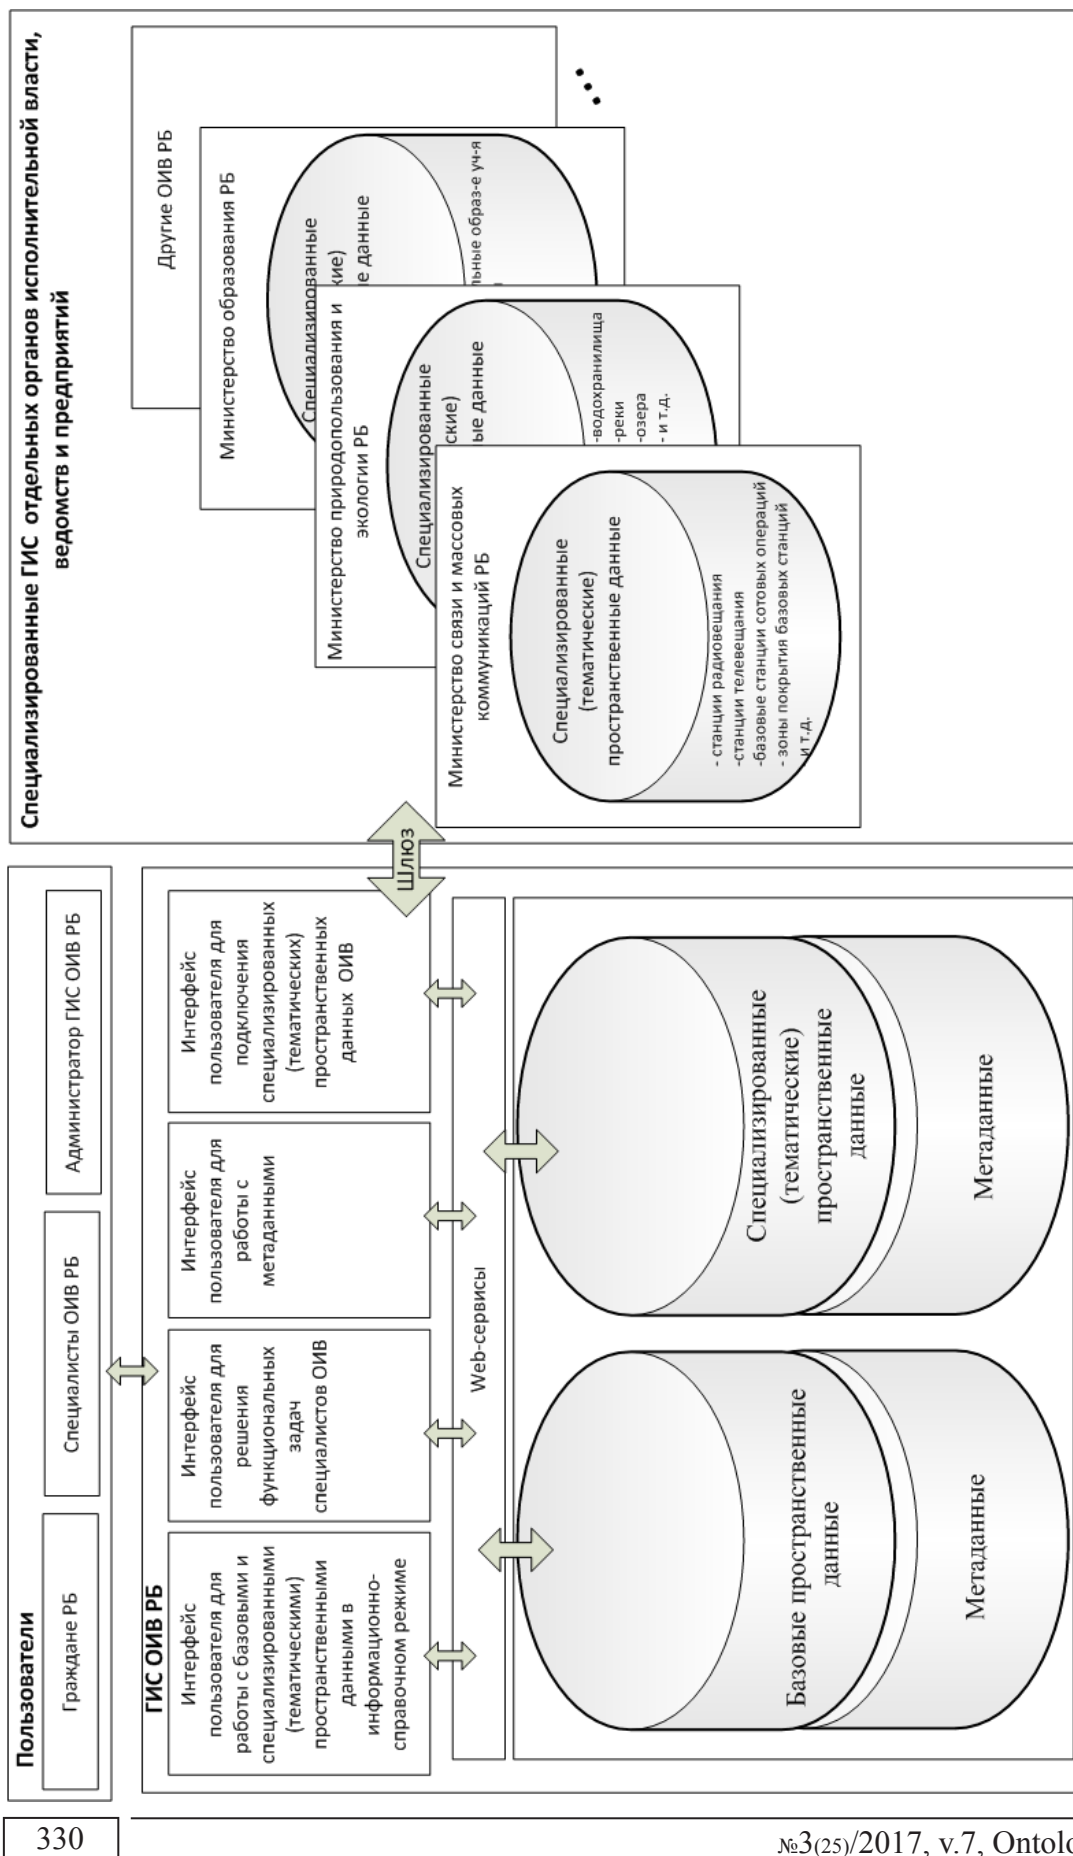 Пользователи
Граждане РБ
Специалисты ОИВ РБ
Администратор ГИС ОИВ РБ
ГИС ОИВ РБ
Интерфейс
пользователя для
работы с базовыми и
специализированными
(тематическими)
пространственными
данными в
информационно-
справочном режиме
Интерфейс
пользователя для
решения
функциональных
задач
специалистов ОИВ
Интерфейс
пользователя для
работы с
метаданными
Интерфейс
пользователя для
подключения
специализированных
(тематических)
пространственных
данных ОИВ
Шлюз
Web-сервисы
Базовые пространственные
данные
Метаданные
Специализированные
(тематические)
пространственные
данные
Метаданные
Специализированные ГИС отдельных органов исполнительной власти,
ведомств и предприятий
Министерство связи и массовых
коммуникаций РБ
Специализированные
(тематические)
пространственные данные
- станции радиовещания
-станции телевещания
-базовые станции сотовых операций
- зоны покрытия базовых станций
- и т.д.
Министерство природопользования и
экологии РБ
Специализированные
ские)
ые данные
-водохранилища
-реки
-озера
- и т.д.
Министерство образования РБ
Специализированные
кие)
е данные
льные образ-е уч-я
Другие ОИВ РБ
...
330
№3(25)/2017, v.7, Ontolo